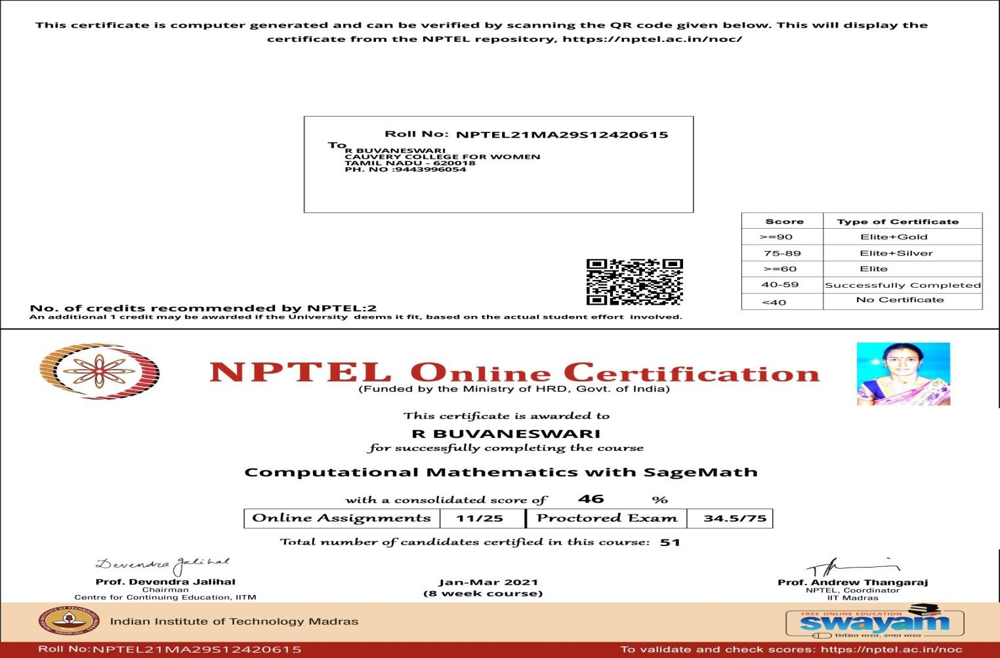 This certificate is computer generated and can be verified by scanning the QR code given below. This will display the
certificate from the NPTEL repository, https://nptel.ac.in/noc/
Roll No: NPTEL21MA29S12420615
To
R BUVANESWARI
CAUVERY COLLEGE FOR WOMEN
TAMIL NADU - 620018
PH. NO :9443996054
Score Type of Certificate
>=90 Elite+Gold
75-89 Elite+Silver
>=60 Elite
40-59 Successfully Completed
<40 No Certificate
No. of credits recommended by NPTEL:2
An additional 1 credit may be awarded if the University deems it fit, based on the actual student effort involved.
NPTEL Online Certification
(Funded by the Ministry of HRD, Govt. of India)
This certificate is awarded to
R BUVANESWARI
for successfully completing the course
Computational Mathematics with SageMath
with a consolidated score of 46 %
Online Assignments 11/25 Proctored Exam 34.5/75
Total number of candidates certified in this course: 51
Devendra Jalihal
Prof. Devendra Jalihal
Chairman
Centre for Continuing Education, IITM
Jan-Mar 2021
(8 week course)
Prof. Andrew Thangaraj
NPTEL, Coordinator
IIT Madras
Indian Institute of Technology Madras
FREE ONLINE EDUCATION
swayam
शिक्षित भारत, उन्नत भारत
Roll No:NPTEL21MA29S12420615
To validate and check scores: https://nptel.ac.in/noc